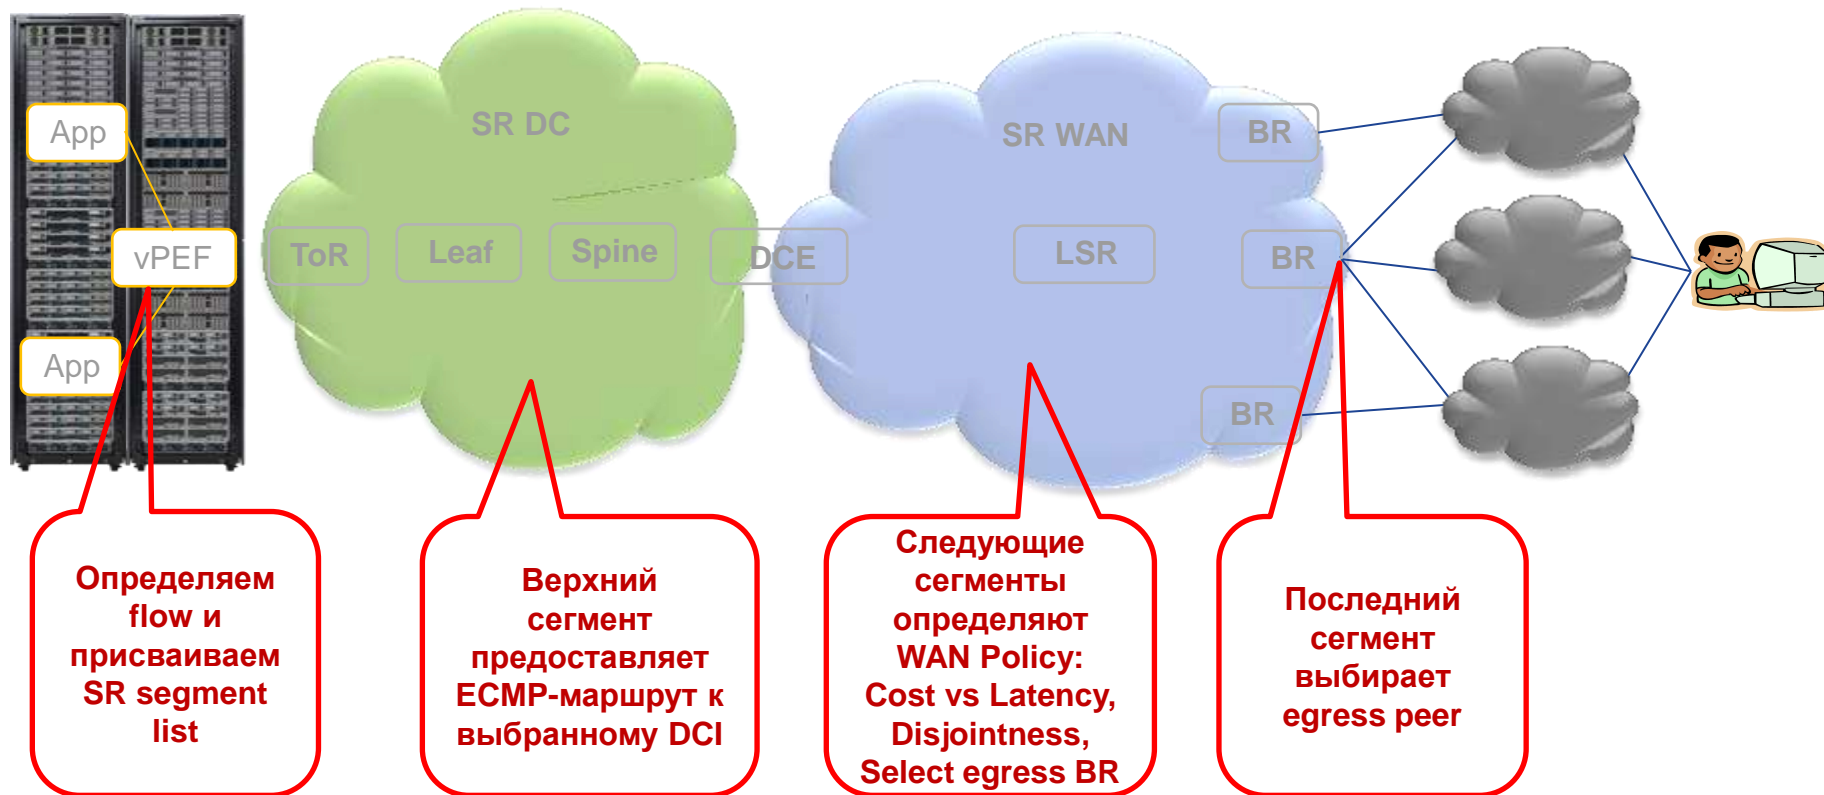 App
vPEF
App
SR DC
ToR
Leaf
Spine
DCE
SR WAN
LSR
BR
BR
BR
Определяем
flow и
присваиваем
SR segment
list
Верхний
сегмент
предоставляет
ECMP-маршрут к
выбранному DCI
Следующие
сегменты
определяют
WAN Policy:
Cost vs Latency,
Disjointness,
Select egress BR
Последний
сегмент
выбирает
egress peer